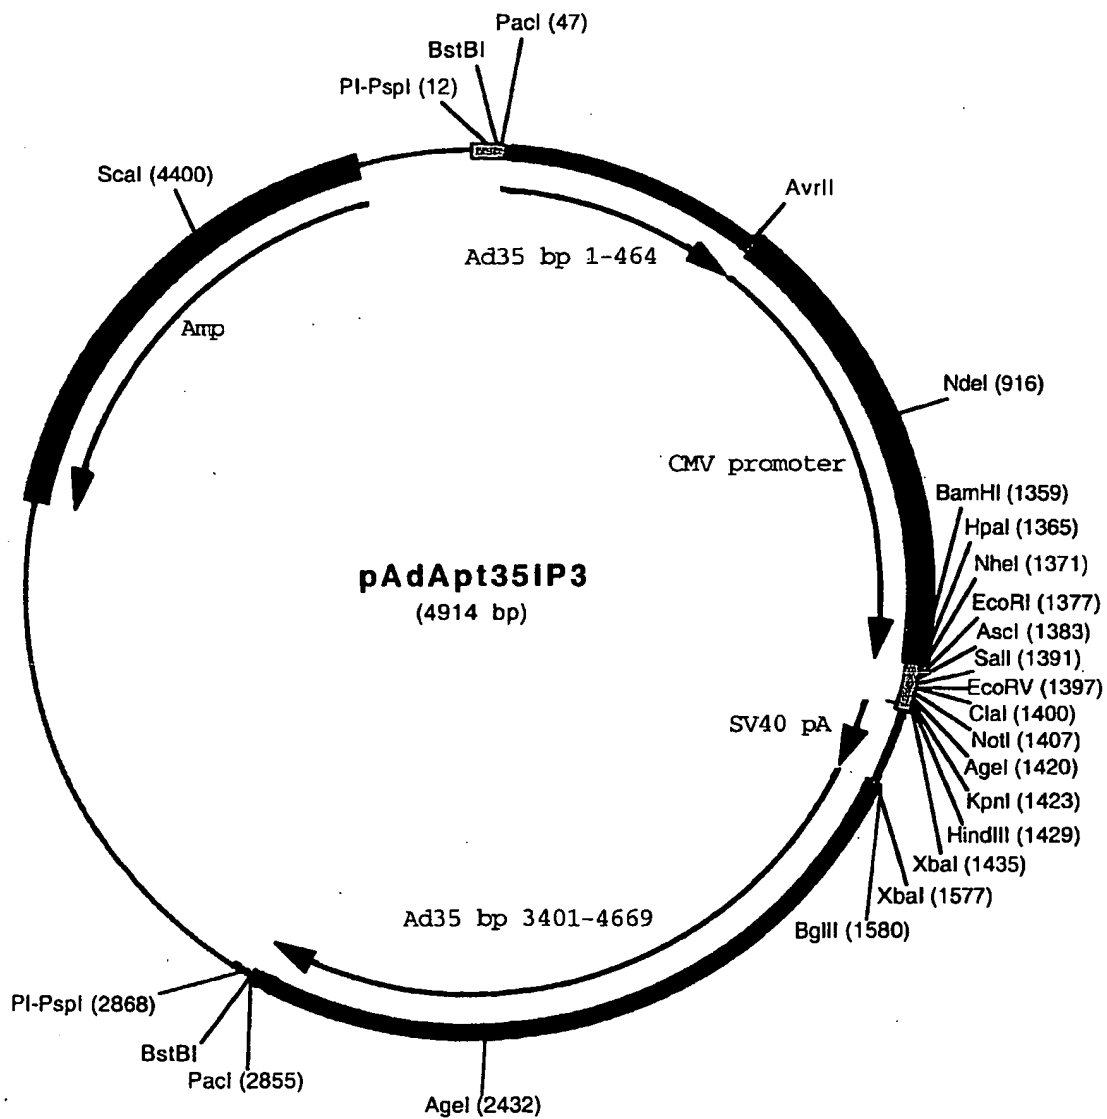 PacI (47)
BstBI
PI-PspI (12)
ScaI (4400)
AvrII
Ad35 bp 1-464
Amp
NdeI (916)
CMV promoter
BamHI (1359)
HpaI (1365)
NheI (1371)
EcoRI (1377)
AscI (1383)
SalI (1391)
EcoRV (1397)
ClaI (1400)
NotI (1407)
AgeI (1420)
KpnI (1423)
HindIII (1429)
XbaI (1435)
XbaI (1577)
BglII (1580)
pAdApt35IP3
(4914 bp)
SV40 pA
Ad35 bp 3401-4669
PI-PspI (2868)
BstBI
PacI (2855)
AgeI (2432)